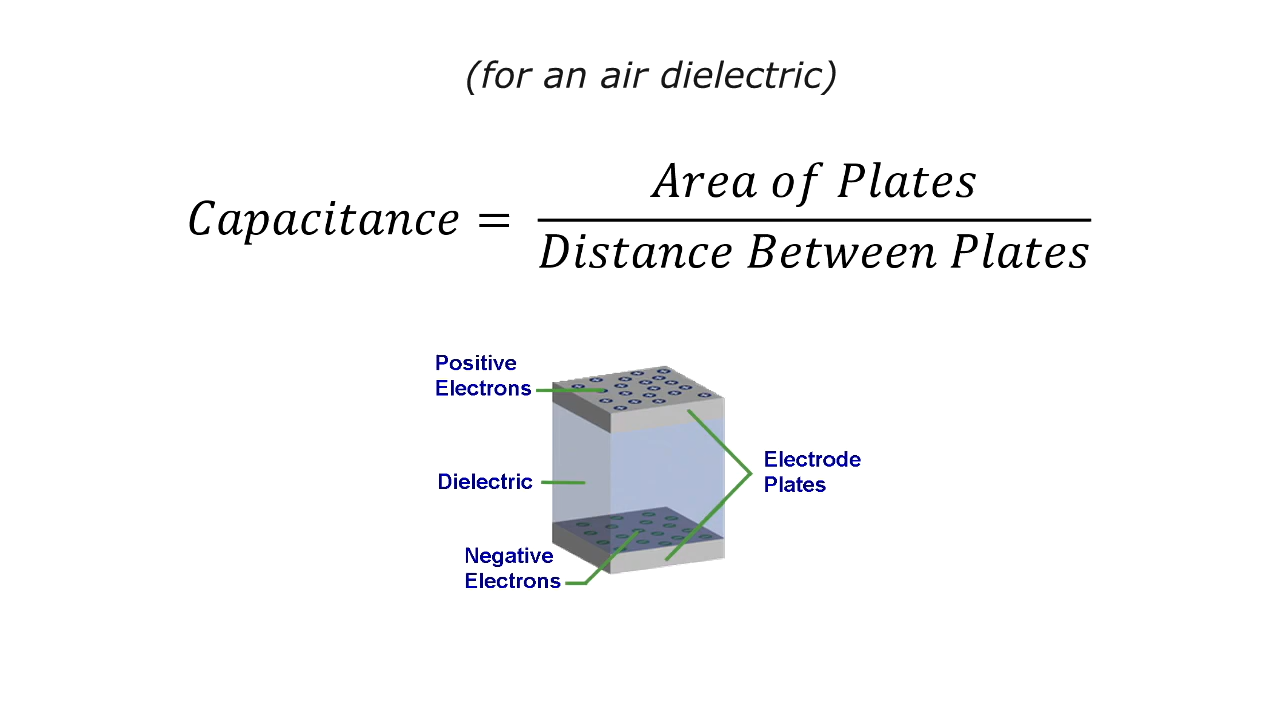 (for an air dielectric)
Capacitance = Area of Plates / Distance Between Plates
Positive
Electrons
Dielectric
Electrode
Plates
Negative
Electrons